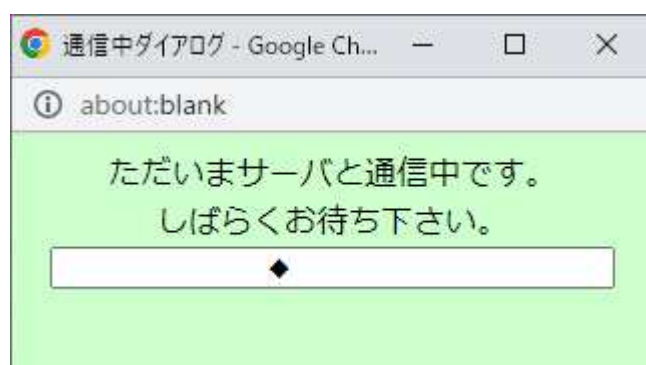 通信中ダイアログ - Google Ch...
about:blank
ただいまサーバと通信中です。
しばらくお待ち下さい。
◆